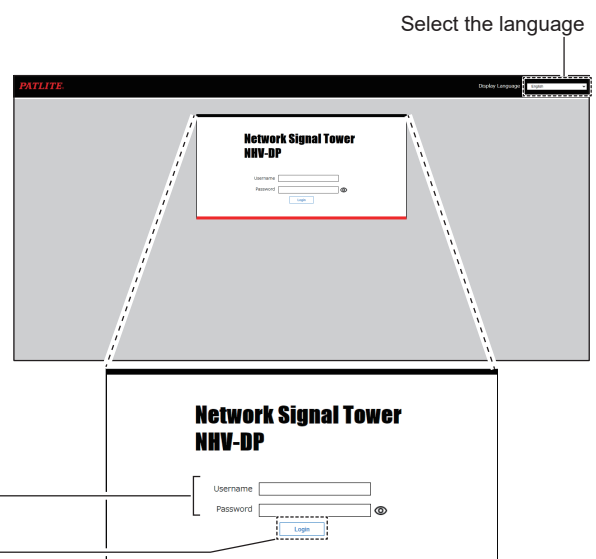 Select the language
PATLITE
Display Language English
Network Signal Tower
NHV-DP
Username
Password
Login
Network Signal Tower
NHV-DP
Username
Password
Login